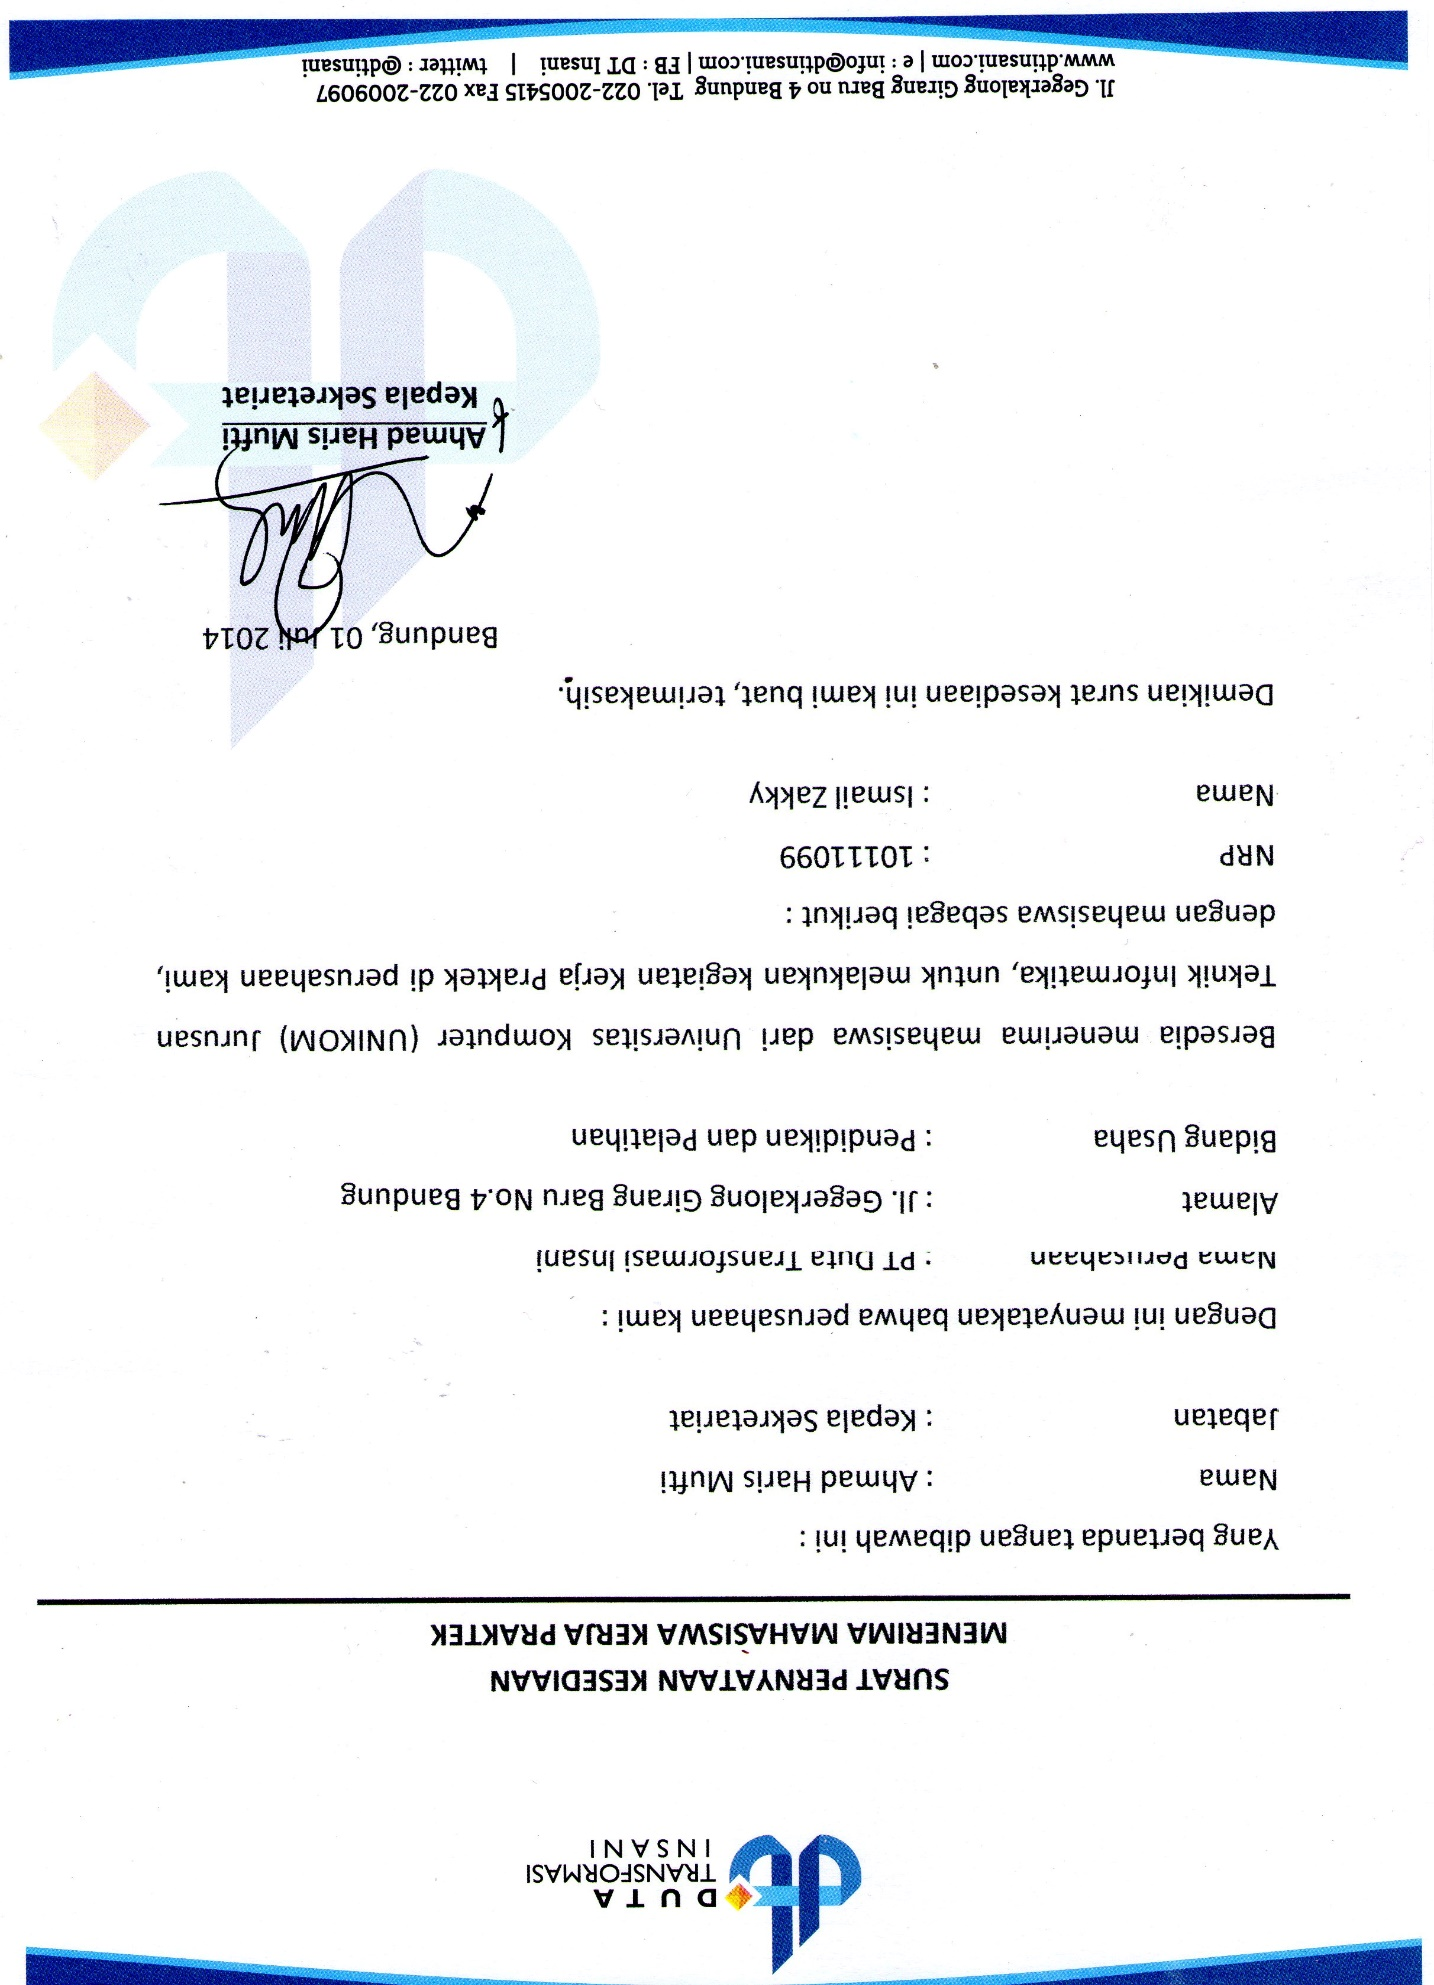 DUTA
TRANSFORMASI
INSANI
SURAT PERNYATAAN KESEDIAAN
MENERIMA MAHASISWA KERJA PRAKTEK
Yang bertanda tangan dibawah ini :
Nama : Ahmad Haris Mufti
Jabatan : Kepala Sekretariat
Dengan ini menyatakan bahwa perusahaan kami :
Nama Perusahaan : PT Duta Transformasi Insani
Alamat : Jl. Gegerkalong Girang Baru No.4 Bandung
Bidang Usaha : Pendidikan dan Pelatihan
Bersedia menerima mahasiswa dari Universitas Komputer (UNIKOM) Jurusan
Teknik Informatika, untuk melakukan kegiatan Kerja Praktek di perusahaan kami,
dengan mahasiswa sebagai berikut :
NRP : 10111099
Nama : Ismail Zakky
Demikian surat kesediaan ini kami buat, terimakasih.
Bandung, 01 Juli 2014
Ahmad Haris Mufti
Kepala Sekretariat
Jl. Gegerkalong Girang Baru no 4 Bandung Tel. 022-2005415 Fax 022-2009097
www.dtinsani.com | e : info@dtinsani.com | FB : DT Insani | twitter : @dtinsani